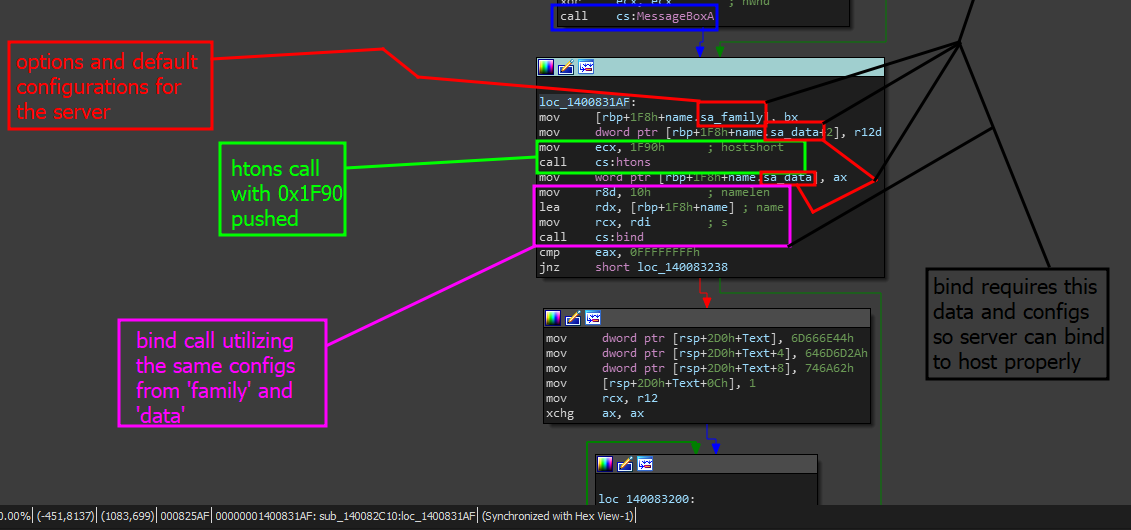 xor ecx, ecx ; hWnd
call cs:MessageBoxA
options and default
configurations for
the server
loc_1400831AF:
mov [rbp+1F8h+name.sa_family], bx
mov dword ptr [rbp+1F8h+name.sa_data+2], r12d
mov ecx, 1F90h ; hostshort
call cs:htons
mov word ptr [rbp+1F8h+name.sa_data], ax
mov r8d, 10h ; namelen
lea rdx, [rbp+1F8h+name] ; name
mov rcx, rdi ; s
call cs:bind
cmp eax, 0FFFFFFFFh
jnz short loc_140083238
htons call
with 0x1F90
pushed
bind requires this
data and configs
so server can bind
to host properly
bind call utilizing
the same configs
from 'family' and
'data'
mov dword ptr [rsp+2D0h+Text], 6D666E44h
mov dword ptr [rsp+2D0h+Text+4], 646D6D2Ah
mov dword ptr [rsp+2D0h+Text+8], 746A62h
mov [rsp+2D0h+Text+0Ch], 1
mov rcx, r12
xchg ax, ax
loc_140083200:
0.00% (-451,8137) (1083,699) 000825AF 00000001400831AF: sub_140082C10:loc_1400831AF (Synchronized with Hex View-1)